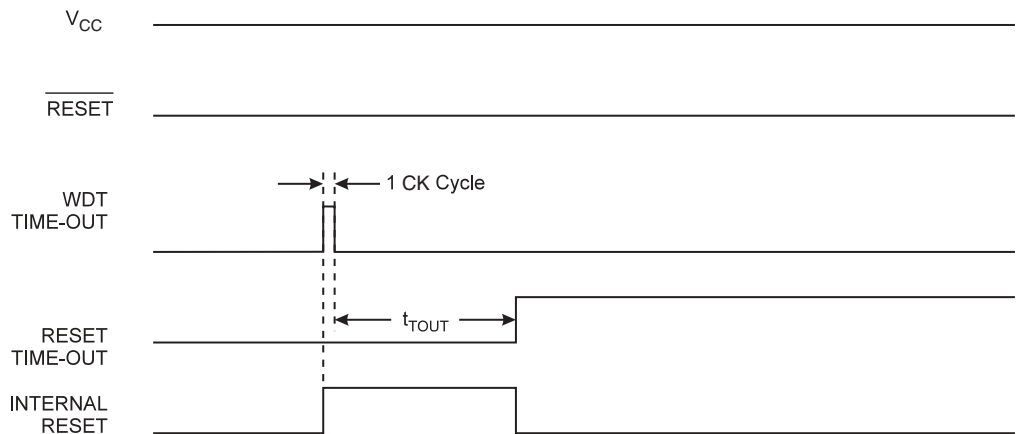 VCC
RESET
1 CK Cycle
WDT
TIME-OUT
tTOUT
RESET
TIME-OUT
INTERNAL
RESET